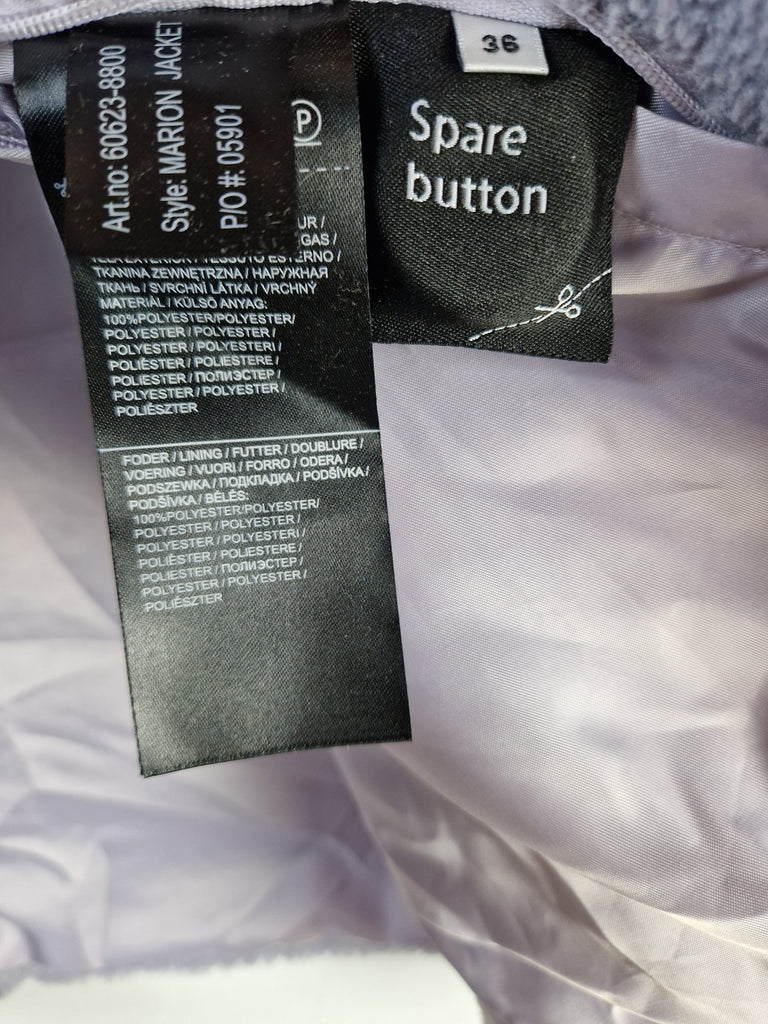 36
Spare
button
Art.no: 60623-8800
Style: MARION JACKET
P/O #: 05901
P
UR /
GAS /
ESTERNO /
TKANINA ZEWNĘTRZNA / НАРУЖНАЯ
ТКАНЬ / SVRCHNÍ LÁTKA / VRCHNÝ
MATERIÁL / KÜLSŐ ANYAG:
100%POLYESTER/POLYESTER/
POLYESTER / POLYESTER /
POLYESTER / POLYESTERI /
POLIÉSTER / POLIESTERE /
POLIESTER / ПОЛИЭСТЕР /
POLYESTER / POLYESTER /
POLIÉSZTER
FODER / LINING / FUTTER / DOUBLURE /
VOERING / VUORI / FORRO / ODERA /
PODSZEWKA / ПОДКЛАДКА / PODŠÍVKA /
PODŠÍVKA / BÉLÉS:
100%POLYESTER/POLYESTER/
POLYESTER / POLYESTER /
POLYESTER / POLYESTERI /
POLIÉSTER / POLIESTERE /
POLIESTER / ПОЛИЭСТЕР /
POLYESTER / POLYESTER /
POLIÉSZTER